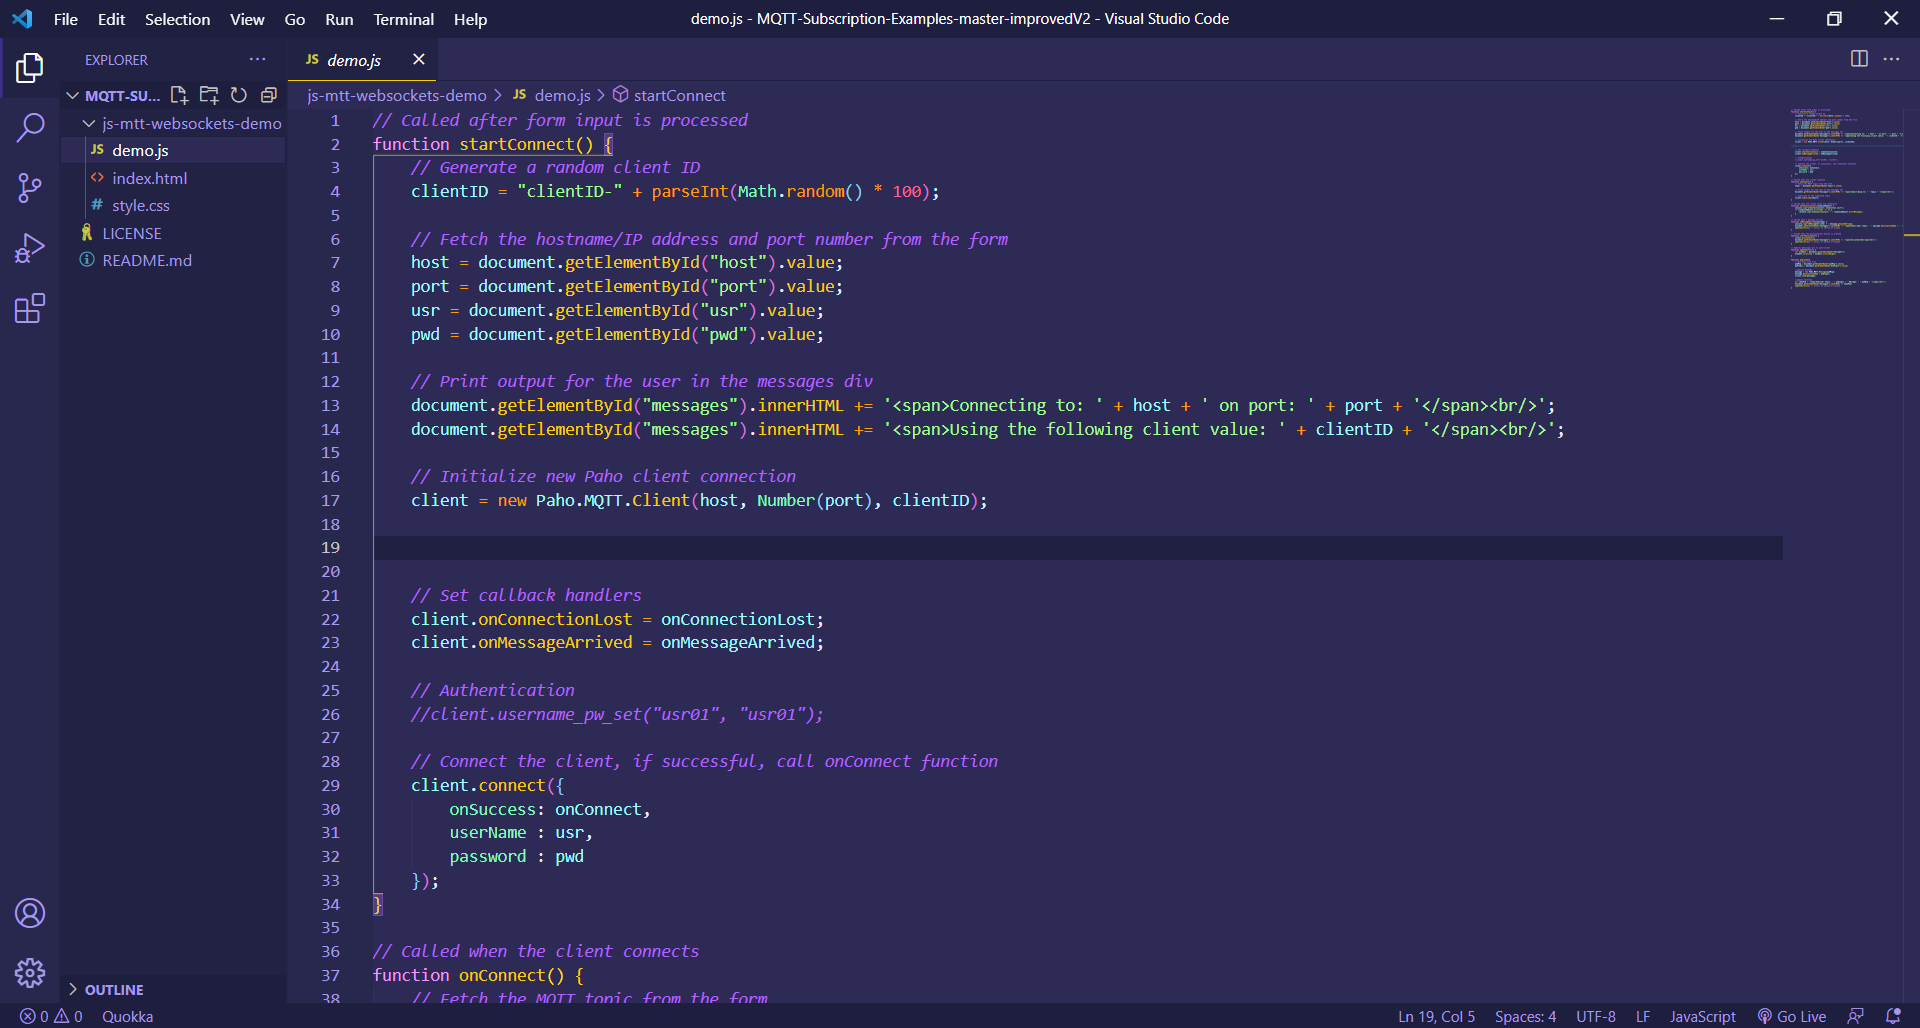 File Edit Selection View Go Run Terminal Help
demo.js - MQTT-Subscription-Examples-master-improvedV2 - Visual Studio Code
EXPLORER
MQTT-SU...
js-mtt-websockets-demo
JS demo.js
<> index.html
# style.css
LICENSE
README.md
OUTLINE
JS demo.js
js-mtt-websockets-demo > JS demo.js > startConnect
1 // Called after form input is processed
2 function startConnect() {
3 // Generate a random client ID
4 clientID = "clientID-" + parseInt(Math.random() * 100);
5
6 // Fetch the hostname/IP address and port number from the form
7 host = document.getElementById("host").value;
8 port = document.getElementById("port").value;
9 usr = document.getElementById("usr").value;
10 pwd = document.getElementById("pwd").value;
11
12 // Print output for the user in the messages div
13 document.getElementById("messages").innerHTML += '<span>Connecting to: ' + host + ' on port: ' + port + '</span><br/>';
14 document.getElementById("messages").innerHTML += '<span>Using the following client value: ' + clientID + '</span><br/>';
15
16 // Initialize new Paho client connection
17 client = new Paho.MQTT.Client(host, Number(port), clientID);
18
19
20
21 // Set callback handlers
22 client.onConnectionLost = onConnectionLost;
23 client.onMessageArrived = onMessageArrived;
24
25 // Authentication
26 //client.username_pw_set("usr01", "usr01");
27
28 // Connect the client, if successful, call onConnect function
29 client.connect({
30 onSuccess: onConnect,
31 userName : usr,
32 password : pwd
33 });
34 }
35
36 // Called when the client connects
37 function onConnect() {
38 // Fetch the MQTT topic from the form
0 0 Quokka
Ln 19, Col 5 Spaces: 4 UTF-8 LF JavaScript Go Live